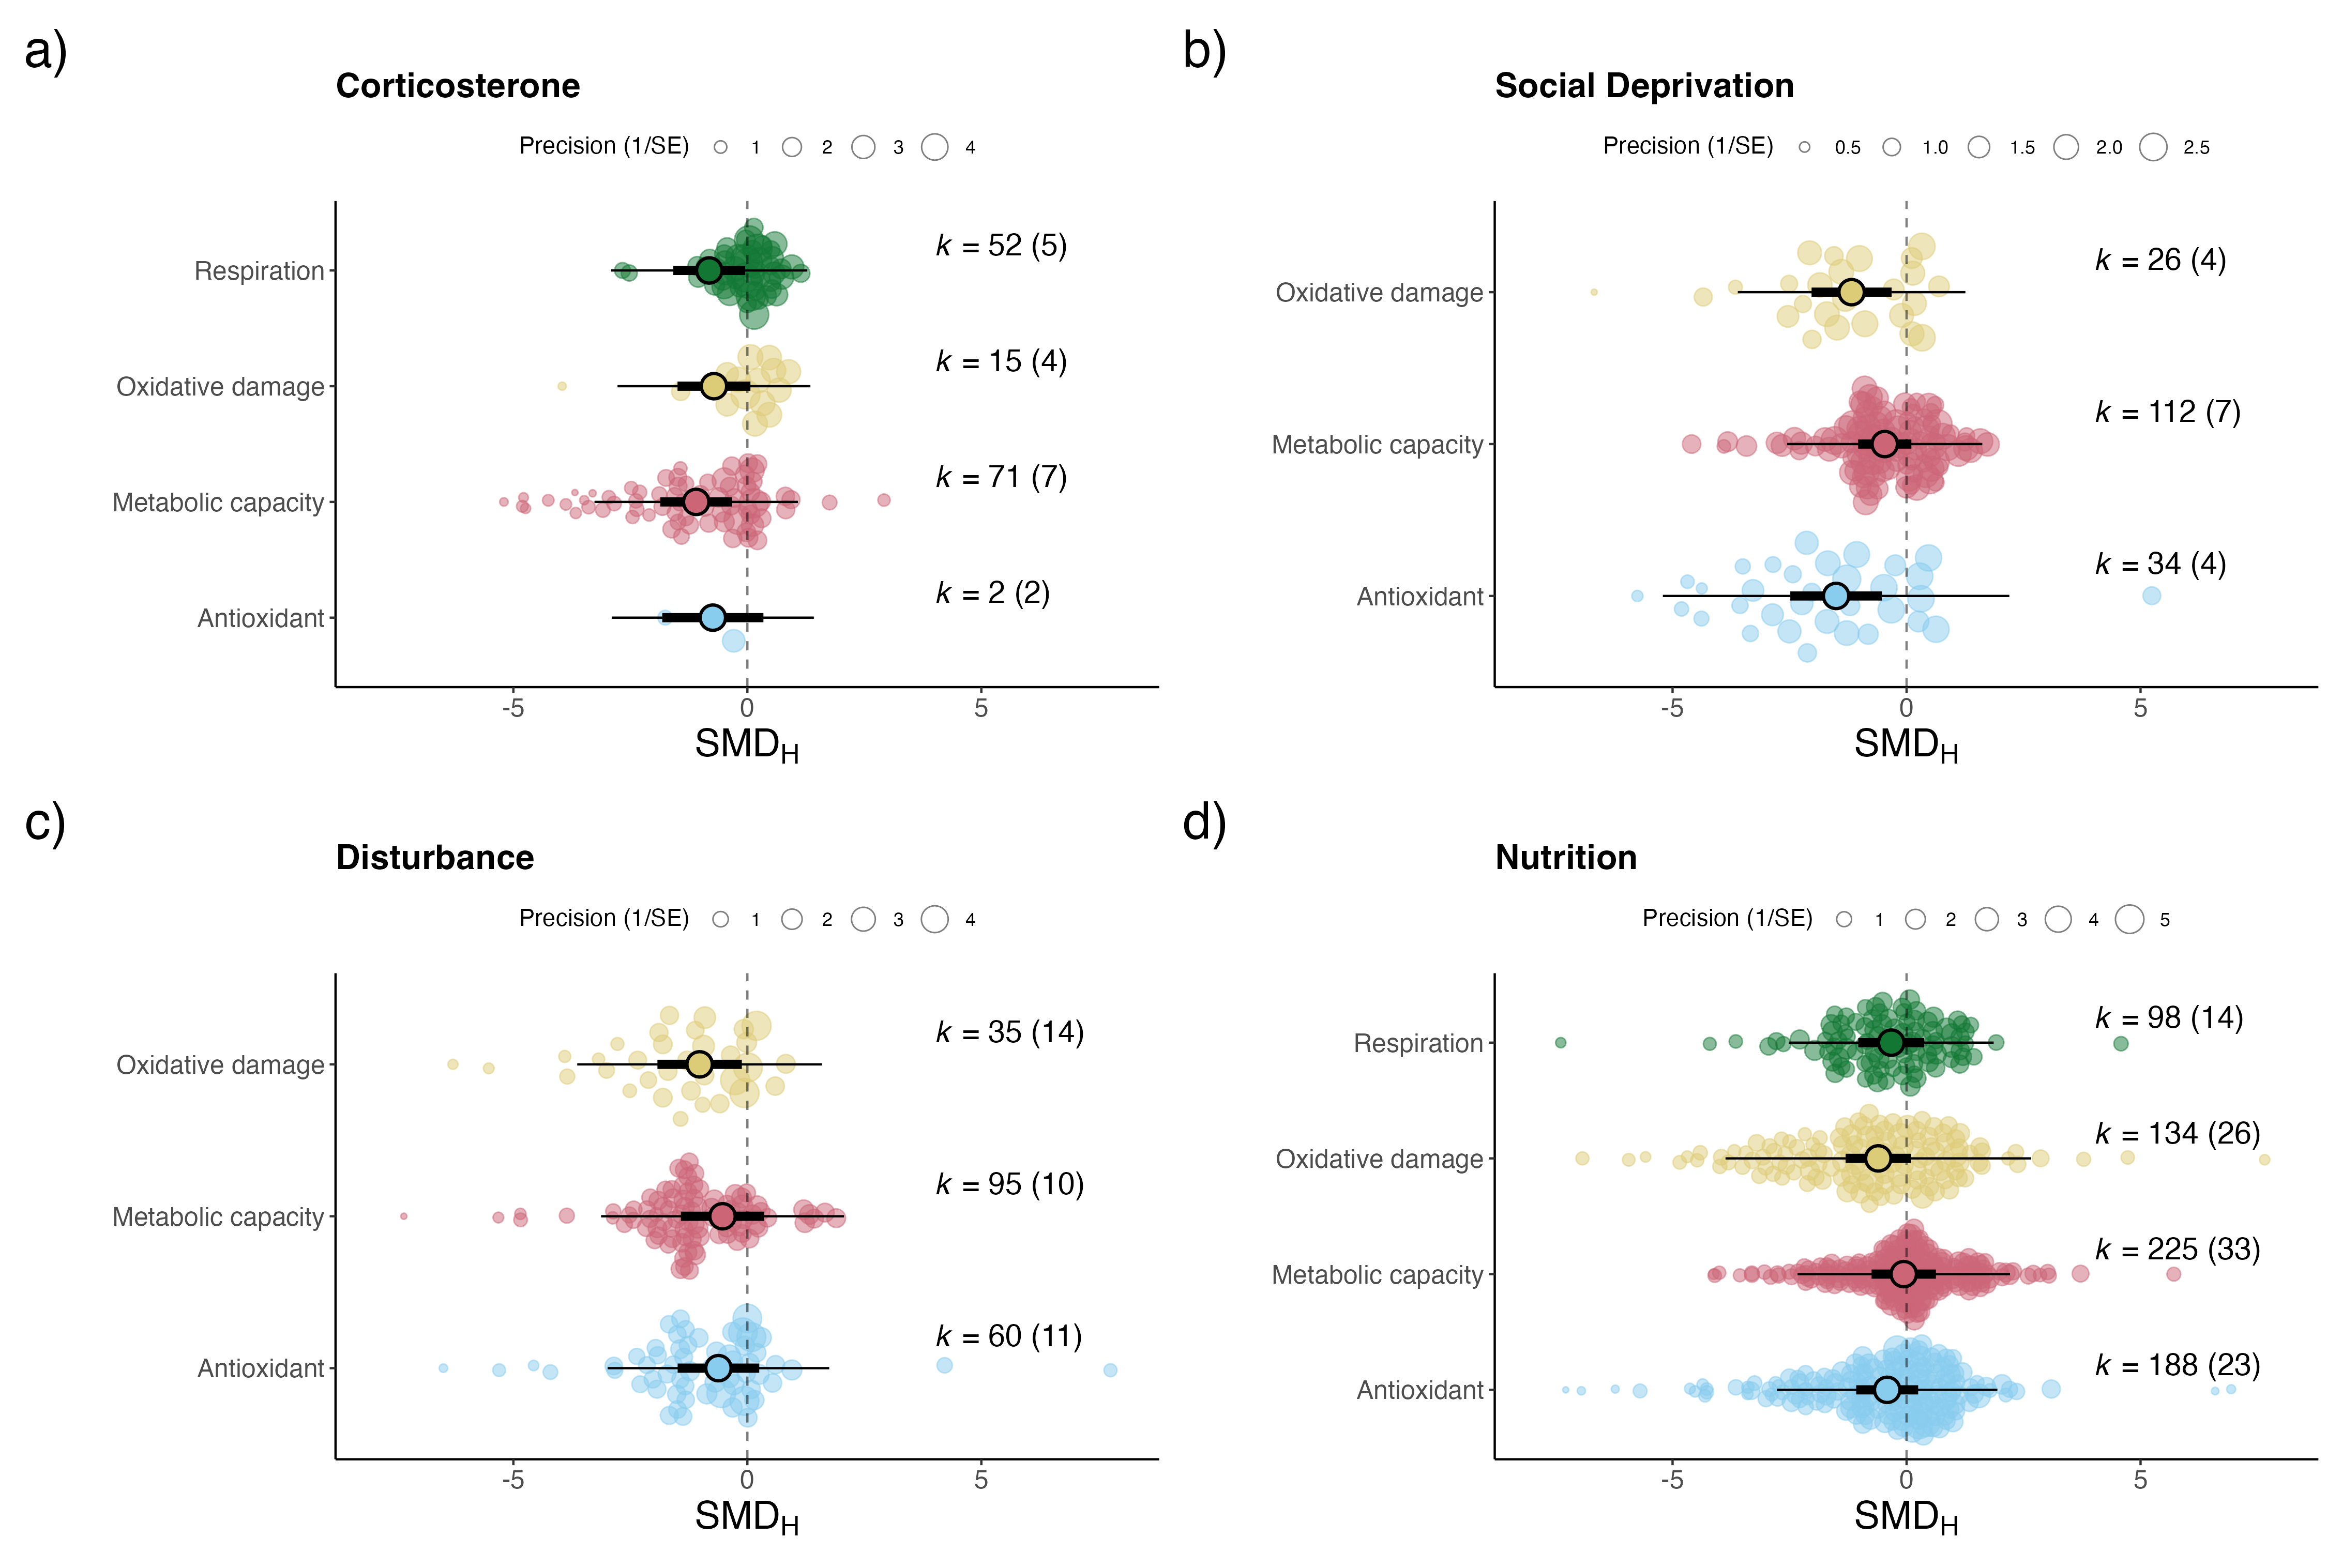 a)
Corticosterone
Precision (1/SE) 1 2 3 4
Respiration
k = 52 (5)
Oxidative damage
k = 15 (4)
Metabolic capacity
k = 71 (7)
Antioxidant
k = 2 (2)
-5 0 5
SMD_H
b)
Social Deprivation
Precision (1/SE) 0.5 1.0 1.5 2.0 2.5
Oxidative damage
k = 26 (4)
Metabolic capacity
k = 112 (7)
Antioxidant
k = 34 (4)
-5 0 5
SMD_H
c)
Disturbance
Precision (1/SE) 1 2 3 4
Oxidative damage
k = 35 (14)
Metabolic capacity
k = 95 (10)
Antioxidant
k = 60 (11)
-5 0 5
SMD_H
d)
Nutrition
Precision (1/SE) 1 2 3 4 5
Respiration
k = 98 (14)
Oxidative damage
k = 134 (26)
Metabolic capacity
k = 225 (33)
Antioxidant
k = 188 (23)
-5 0 5
SMD_H